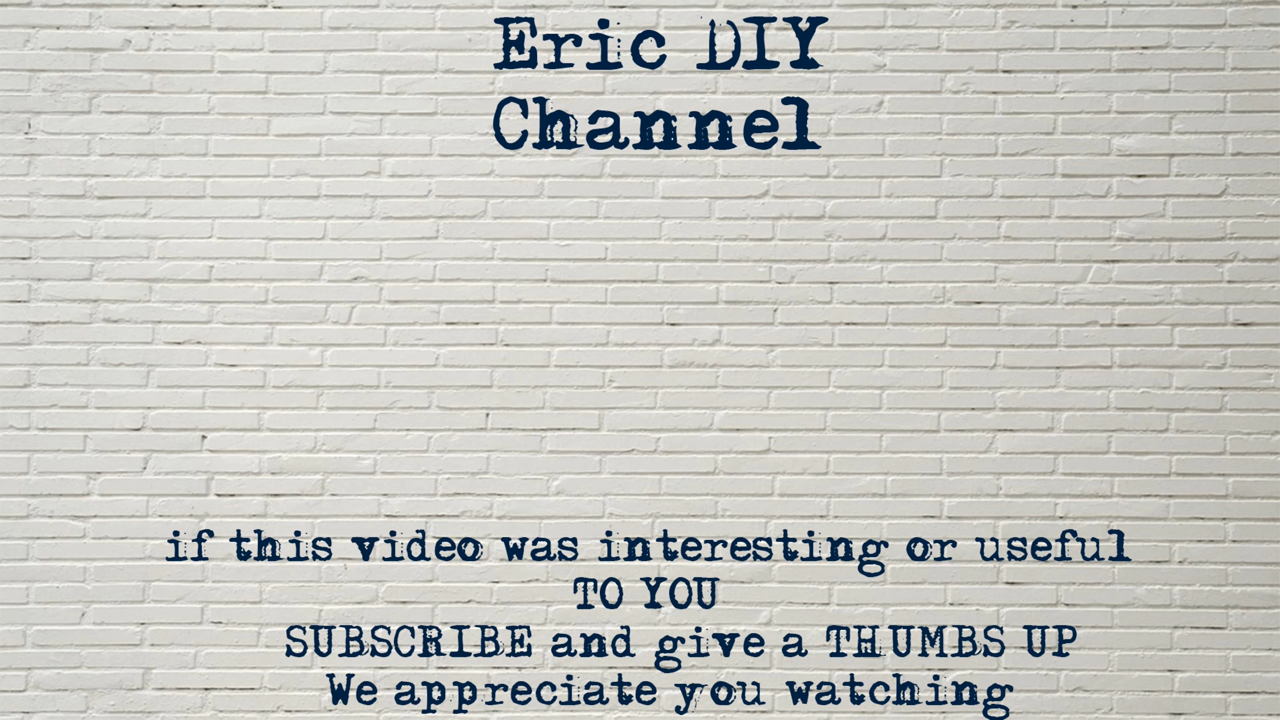 Eric DIY
Channel
if this video was interesting or useful
TO YOU
SUBSCRIBE and give a THUMBS UP
We appreciate you watching